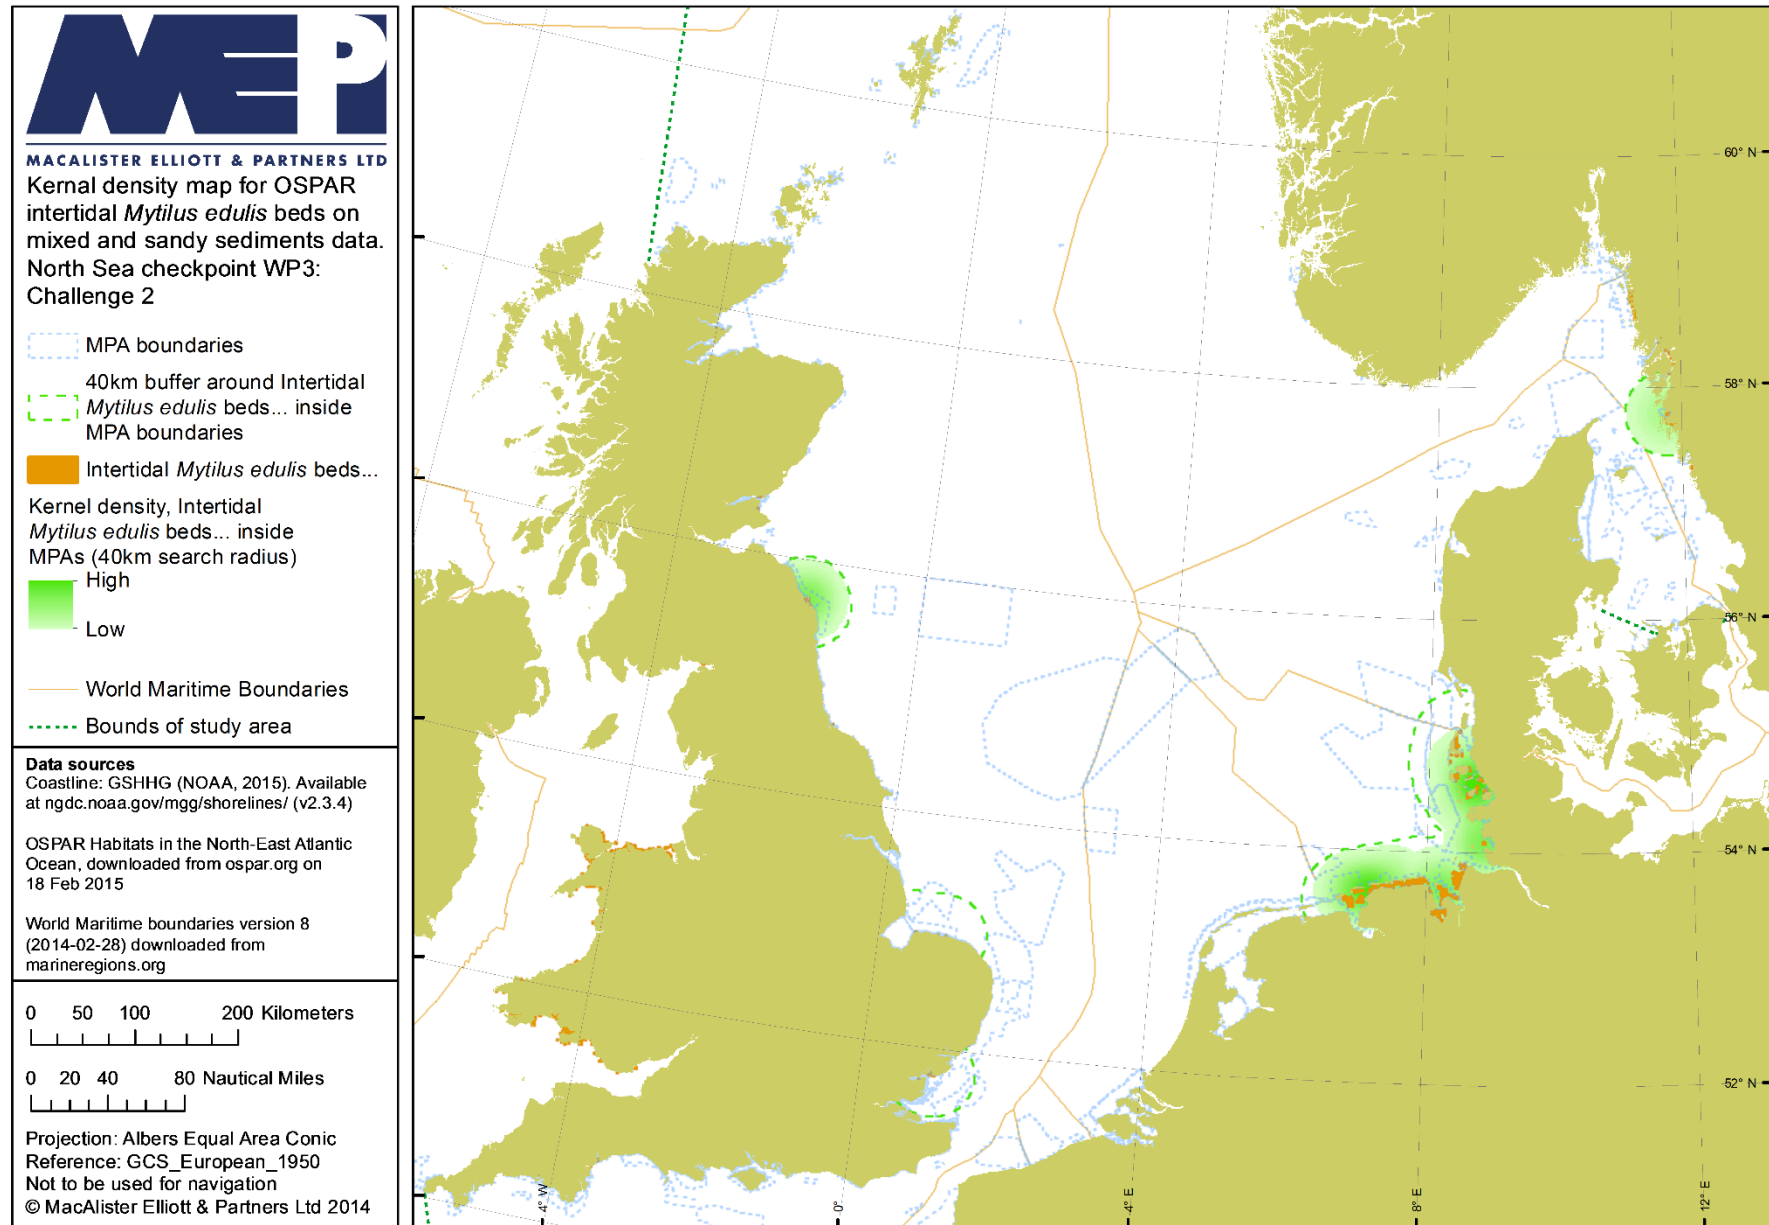 MEP
MACALISTER ELLIOTT & PARTNERS LTD
Kernal density map for OSPAR
intertidal Mytilus edulis beds on
mixed and sandy sediments data.
North Sea checkpoint WP3:
Challenge 2
MPA boundaries
40km buffer around Intertidal
Mytilus edulis beds... inside
MPA boundaries
Intertidal Mytilus edulis beds...
Kernel density, Intertidal
Mytilus edulis beds... inside
MPAs (40km search radius)
High
Low
World Maritime Boundaries
Bounds of study area
Data sources
Coastline: GSHHG (NOAA, 2015). Available
at ngdc.noaa.gov/mgg/shorelines/ (v2.3.4)
OSPAR Habitats in the North-East Atlantic
Ocean, downloaded from ospar.org on
18 Feb 2015
World Maritime boundaries version 8
(2014-02-28) downloaded from
marineregions.org
0 50 100 200 Kilometers
0 20 40 80 Nautical Miles
Projection: Albers Equal Area Conic
Reference: GCS_European_1950
Not to be used for navigation
© MacAlister Elliott & Partners Ltd 2014
60° N
58° N
56° N
54° N
52° N
4° W
0°
4° E
8° E
12° E